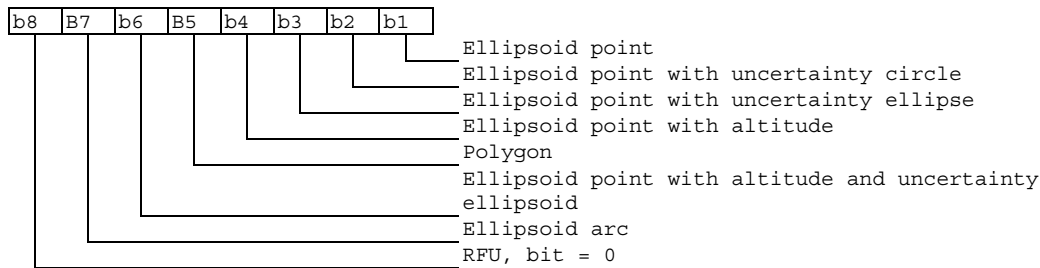 b8 B7 b6 B5 b4 b3 b2 b1
Ellipsoid point
Ellipsoid point with uncertainty circle
Ellipsoid point with uncertainty ellipse
Ellipsoid point with altitude
Polygon
Ellipsoid point with altitude and uncertainty
ellipsoid
Ellipsoid arc
RFU, bit = 0